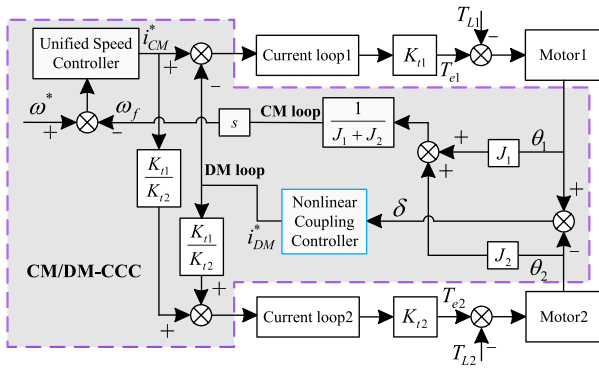 Unified Speed
Controller
i*CM
+
−
Current loop1
Kt1
Te1
TL1
−
Motor1
ω*
+
−
ωf
s
CM loop
1
J1 + J2
+
+
J1
θ1
Kt1
Kt2
DM loop
Kt1
Kt2
i*DM
Nonlinear
Coupling
Controller
δ
+
−
J2
θ2
CM/DM-CCC
+
+
Current loop2
Kt2
Te2
TL2
−
Motor2